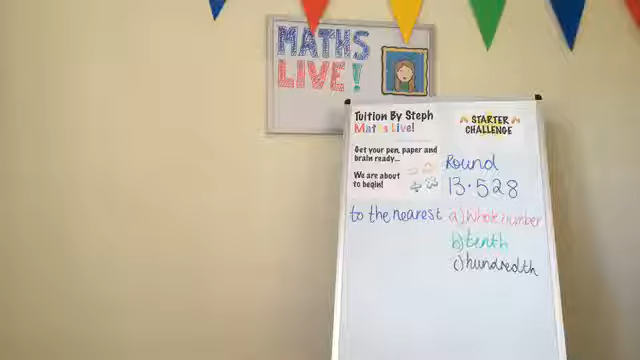 MATHS
LIVE!
Tuition By Steph
Maths Live!
Get your pen, paper and
brain ready...
We are about
to begin!
STARTER
CHALLENGE
Round
13.528
to the nearest a) Whole number
b) tenth
c) hundredth